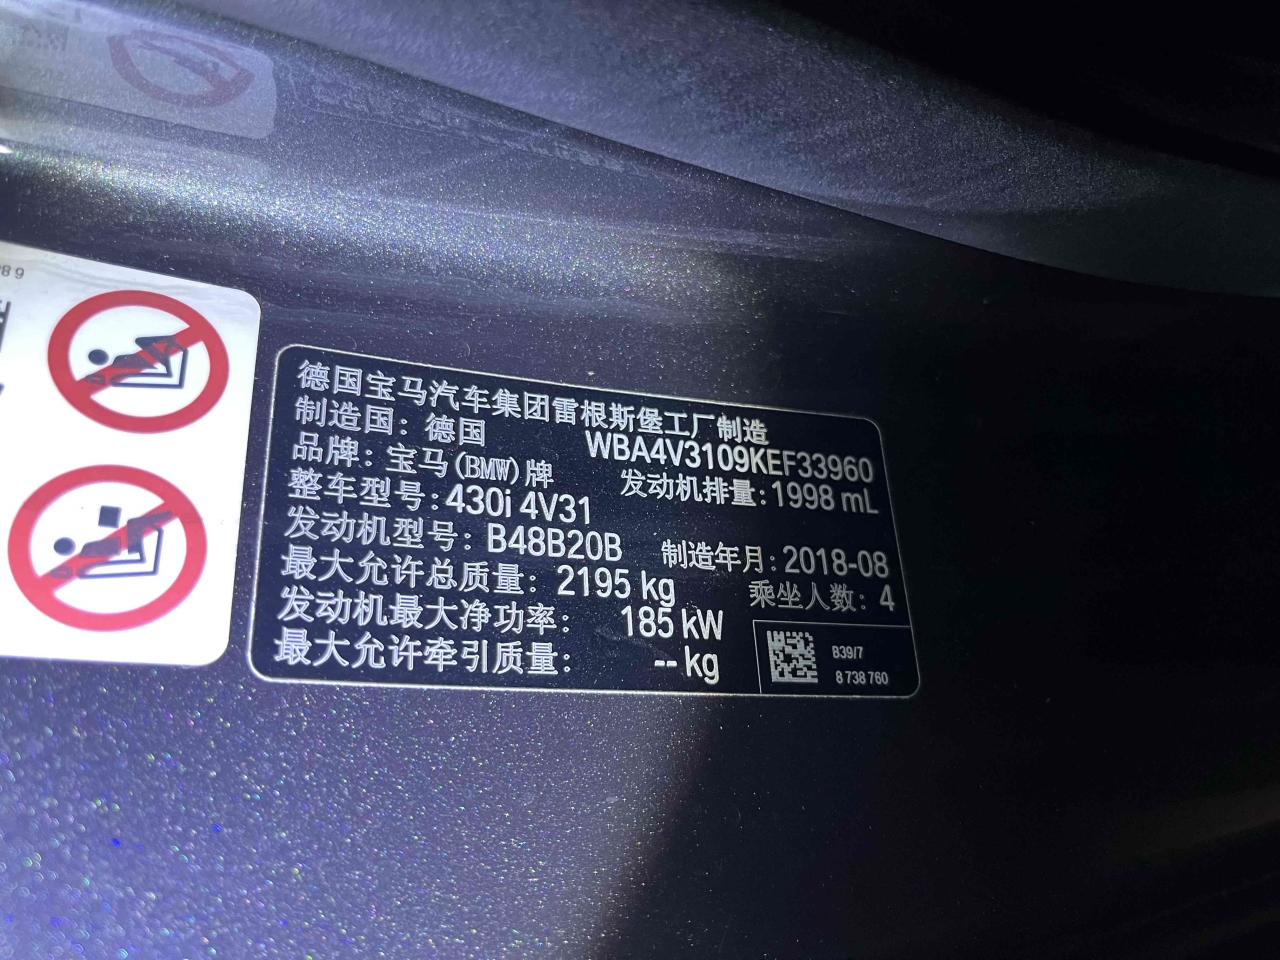 德国宝马汽车集团雷根斯堡工厂制造
制造国：德国 WBA4V3109KEF33960
品牌：宝马(BMW)牌 发动机排量：1998 mL
整车型号：430i 4V31
发动机型号：B48B20B 制造年月：2018-08
最大允许总质量：2195 kg 乘坐人数：4
发动机最大净功率：185 kW
最大允许牵引质量：-- kg
B39/7
8 738 760